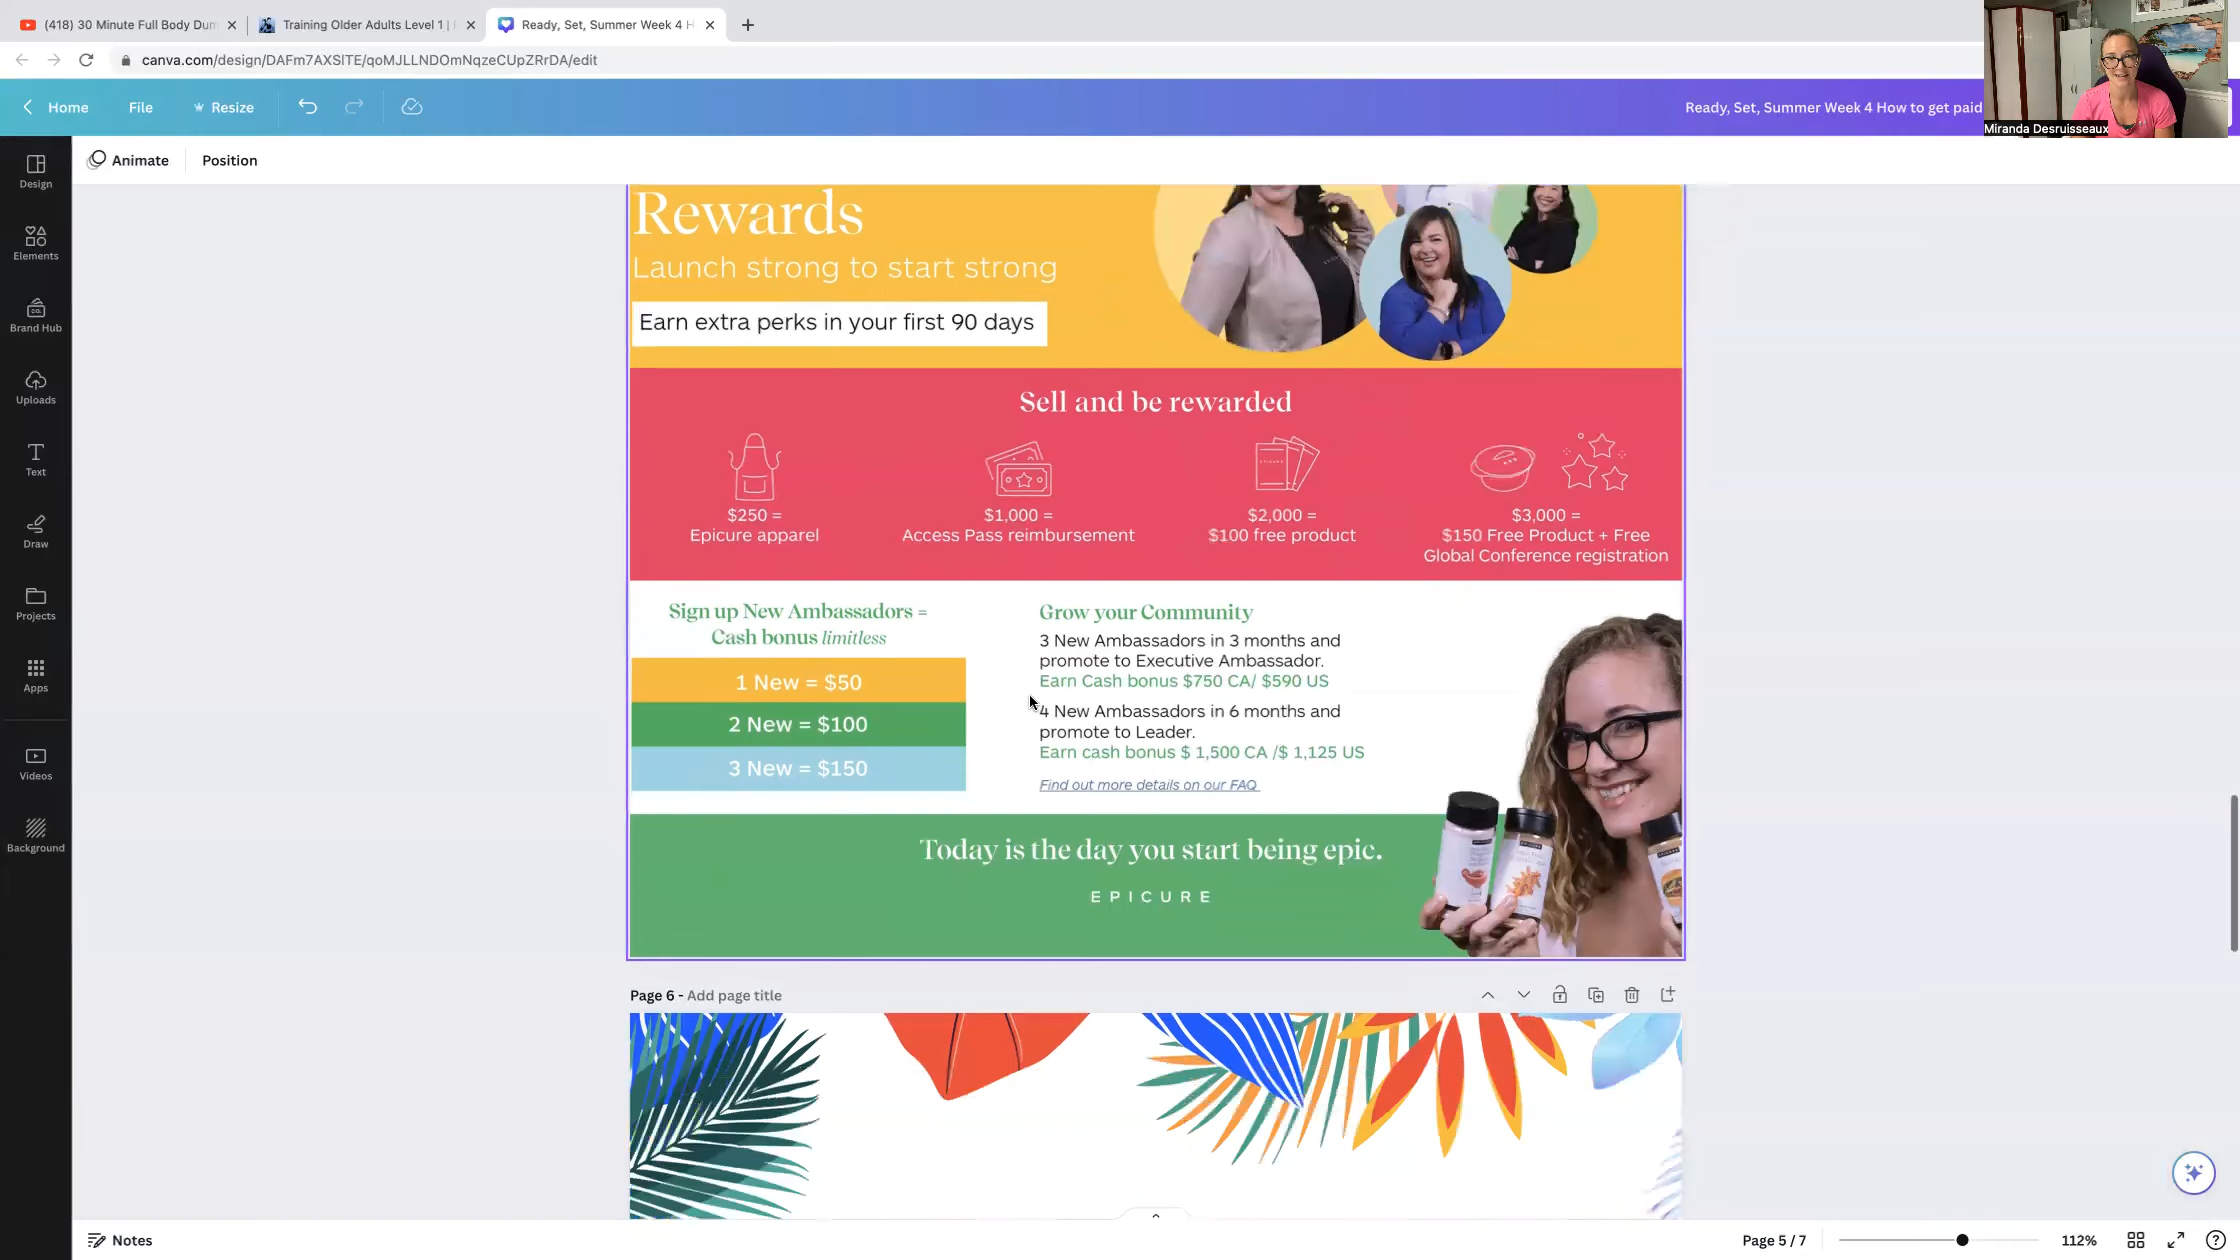 (418) 30 Minute Full Body Dum
Training Older Adults Level 1 |
Ready, Set, Summer Week 4 H
canva.com/design/DAFm7AXSlTE/qoMJLLNDOmNqzeCUpZRrDA/edit
Home
File
Resize
Ready, Set, Summer Week 4 How to get paid
Miranda Desruisseaux
Animate
Position
Design
Elements
Brand Hub
Uploads
Text
Draw
Projects
Apps
Videos
Background
Rewards
Launch strong to start strong
Earn extra perks in your first 90 days
Sell and be rewarded
$250 =
Epicure apparel
$1,000 =
Access Pass reimbursement
$2,000 =
$100 free product
$3,000 =
$150 Free Product + Free
Global Conference registration
Sign up New Ambassadors =
Cash bonus limitless
1 New = $50
2 New = $100
3 New = $150
Grow your Community
3 New Ambassadors in 3 months and
promote to Executive Ambassador.
Earn Cash bonus $750 CA/ $590 US
4 New Ambassadors in 6 months and
promote to Leader.
Earn cash bonus $ 1,500 CA /$ 1,125 US
Find out more details on our FAQ
Today is the day you start being epic.
EPICURE
Page 6 - Add page title
Notes
Page 5 / 7
112%